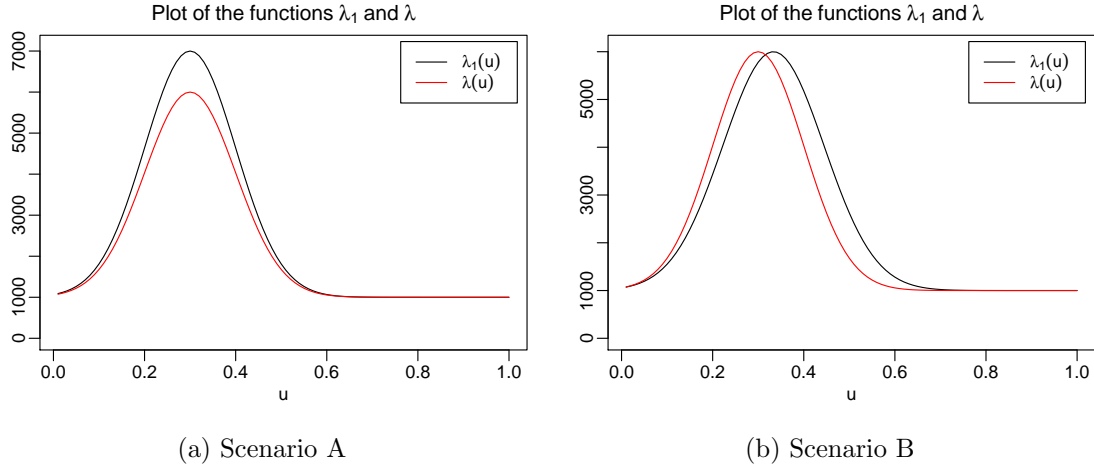 Plot of the functions λ₁ and λ
λ₁(u)
λ(u)
7000
5000
3000
1000
0
0.0 0.2 0.4 0.6 0.8 1.0
u
(a) Scenario A
Plot of the functions λ₁ and λ
λ₁(u)
λ(u)
5000
3000
1000
0
0.0 0.2 0.4 0.6 0.8 1.0
u
(b) Scenario B